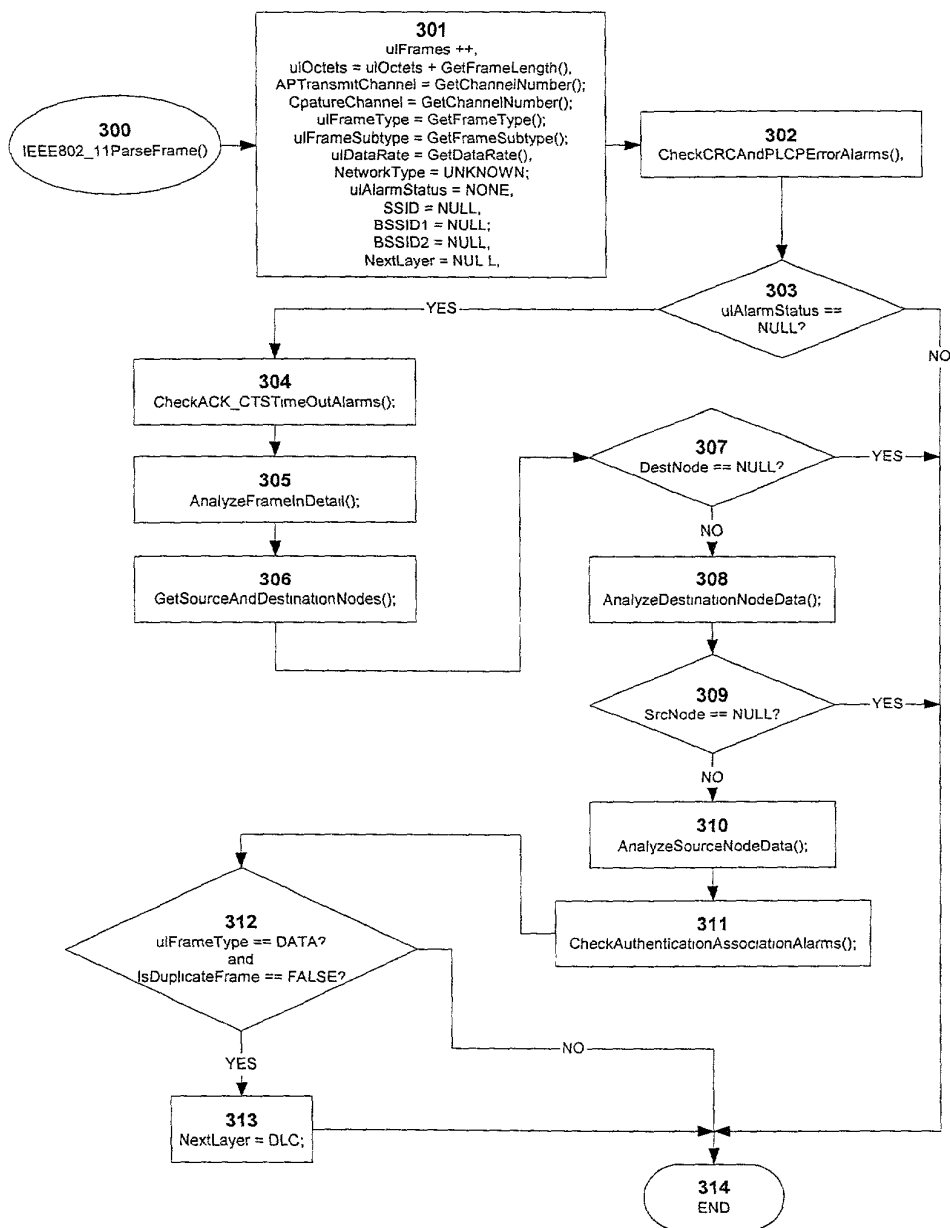 300
IEEE802_11ParseFrame()
301
ulFrames ++,
ulOctets = ulOctets + GetFrameLength(),
APTransmitChannel = GetChannelNumber();
CpatureChannel = GetChannelNumber();
ulFrameType = GetFrameType();
ulFrameSubtype = GetFrameSubtype();
ulDataRate = GetDataRate(),
NetworkType = UNKNOWN;
ulAlarmStatus = NONE,
SSID = NULL,
BSSID1 = NULL;
BSSID2 = NULL,
NextLayer = NUL L,
302
CheckCRCAndPLCPErrorAlarms(),
303
ulAlarmStatus ==
NULL?
YES
NO
304
CheckACK_CTSTimeOutAlarms();
305
AnalyzeFrameInDetail();
306
GetSourceAndDestinationNodes();
307
DestNode == NULL?
YES
NO
308
AnalyzeDestinationNodeData();
309
SrcNode == NULL?
YES
NO
310
AnalyzeSourceNodeData();
311
CheckAuthenticationAssociationAlarms();
312
ulFrameType == DATA?
and
IsDuplicateFrame == FALSE?
NO
YES
313
NextLayer = DLC;
314
END